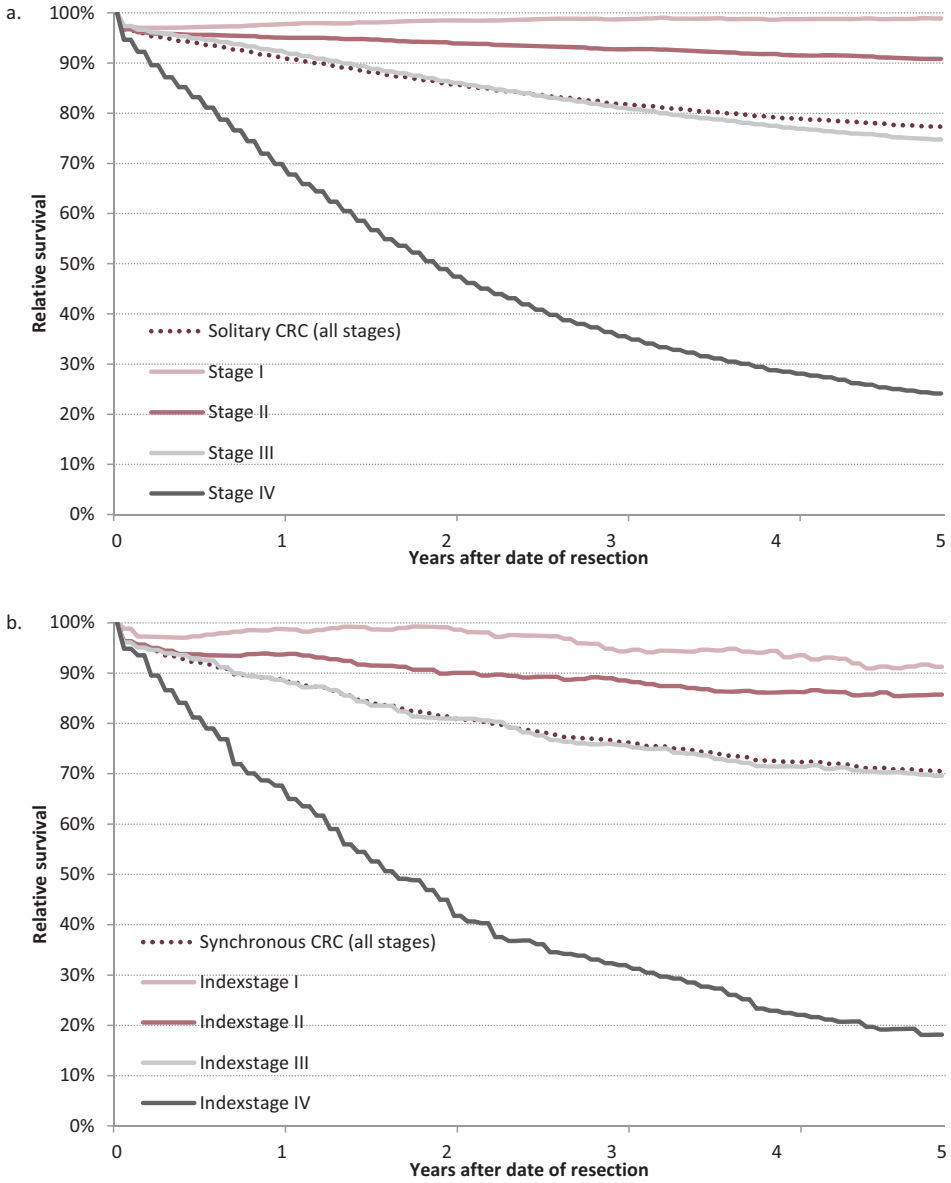 a.
100%
90%
80%
70%
60%
50%
40%
30%
20%
10%
0%
Relative survival
Solitary CRC (all stages)
Stage I
Stage II
Stage III
Stage IV
0 1 2 3 4 5
Years after date of resection
b.
100%
90%
80%
70%
60%
50%
40%
30%
20%
10%
0%
Relative survival
Synchronous CRC (all stages)
Indexstage I
Indexstage II
Indexstage III
Indexstage IV
0 1 2 3 4 5
Years after date of resection